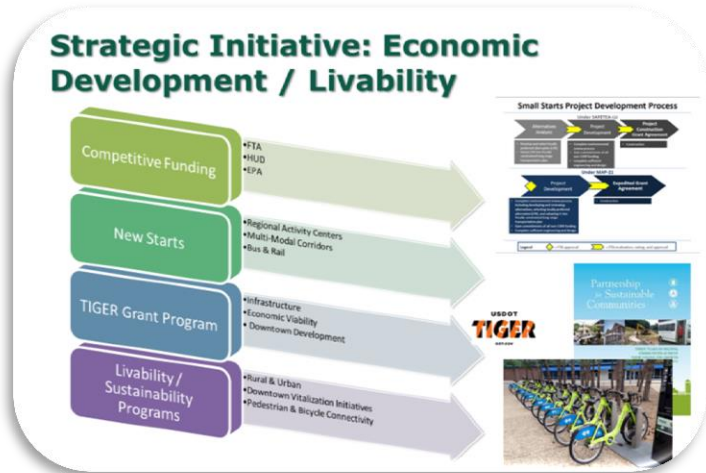 Strategic Initiative: Economic
Development / Livability
Competitive Funding
•FTA
•HUD
•EPA
New Starts
•Regional Activity Centers
•Multi-Modal Corridors
•Bus & Rail
TIGER Grant Program
•Infrastructure
•Economic Viability
• Downtown Development
Livability /
Sustainability
Programs
•Rural & Urban
•Downtown Vitalization Initiatives
•Pedestrian & Bicycle Connectivity
Small Starts Project Development Process
Under SAFETEA-LU
Alternatives
Analysis
Project
Development
Project
Construction
Grant Agreement
Under MAP-21
Project
Development
Expedited Grant
Agreement
Legend
USDOT
TIGER
Partnership
for Sustainable
Communities